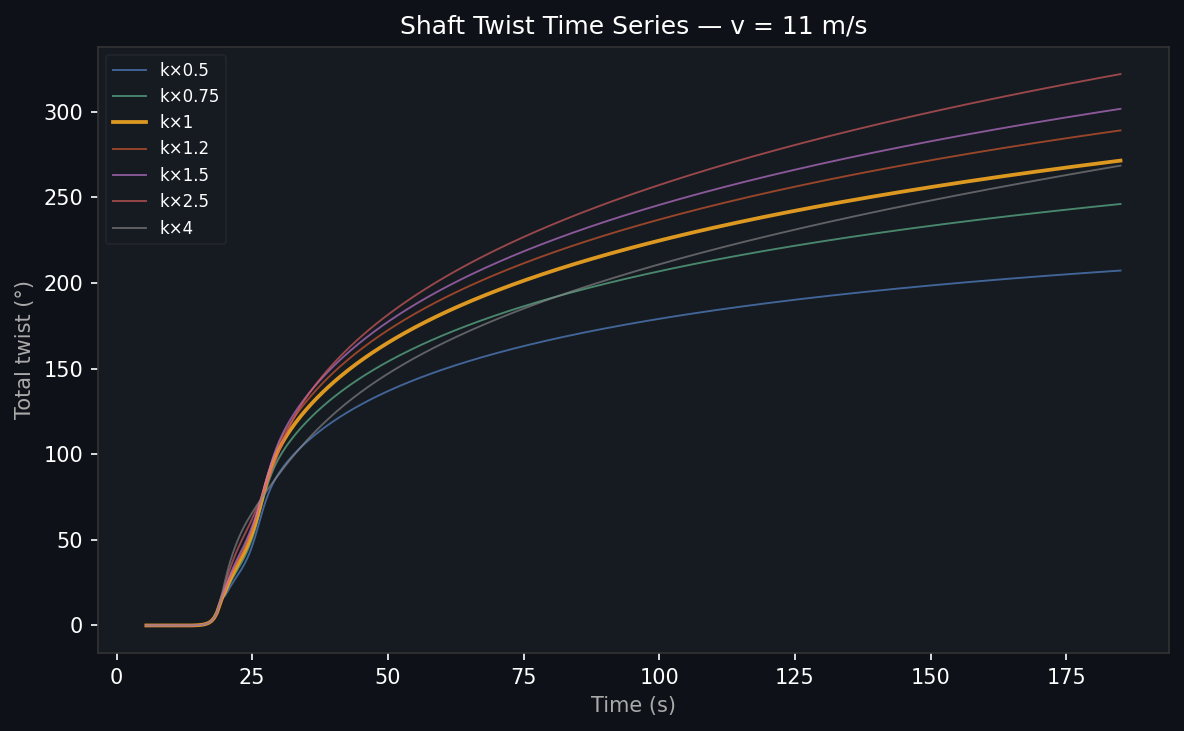 Shaft Twist Time Series — v = 11 m/s
k×0.5
k×0.75
k×1
k×1.2
k×1.5
k×2.5
k×4
Total twist (°)
300
250
200
150
100
50
0
0 25 50 75 100 125 150 175
Time (s)